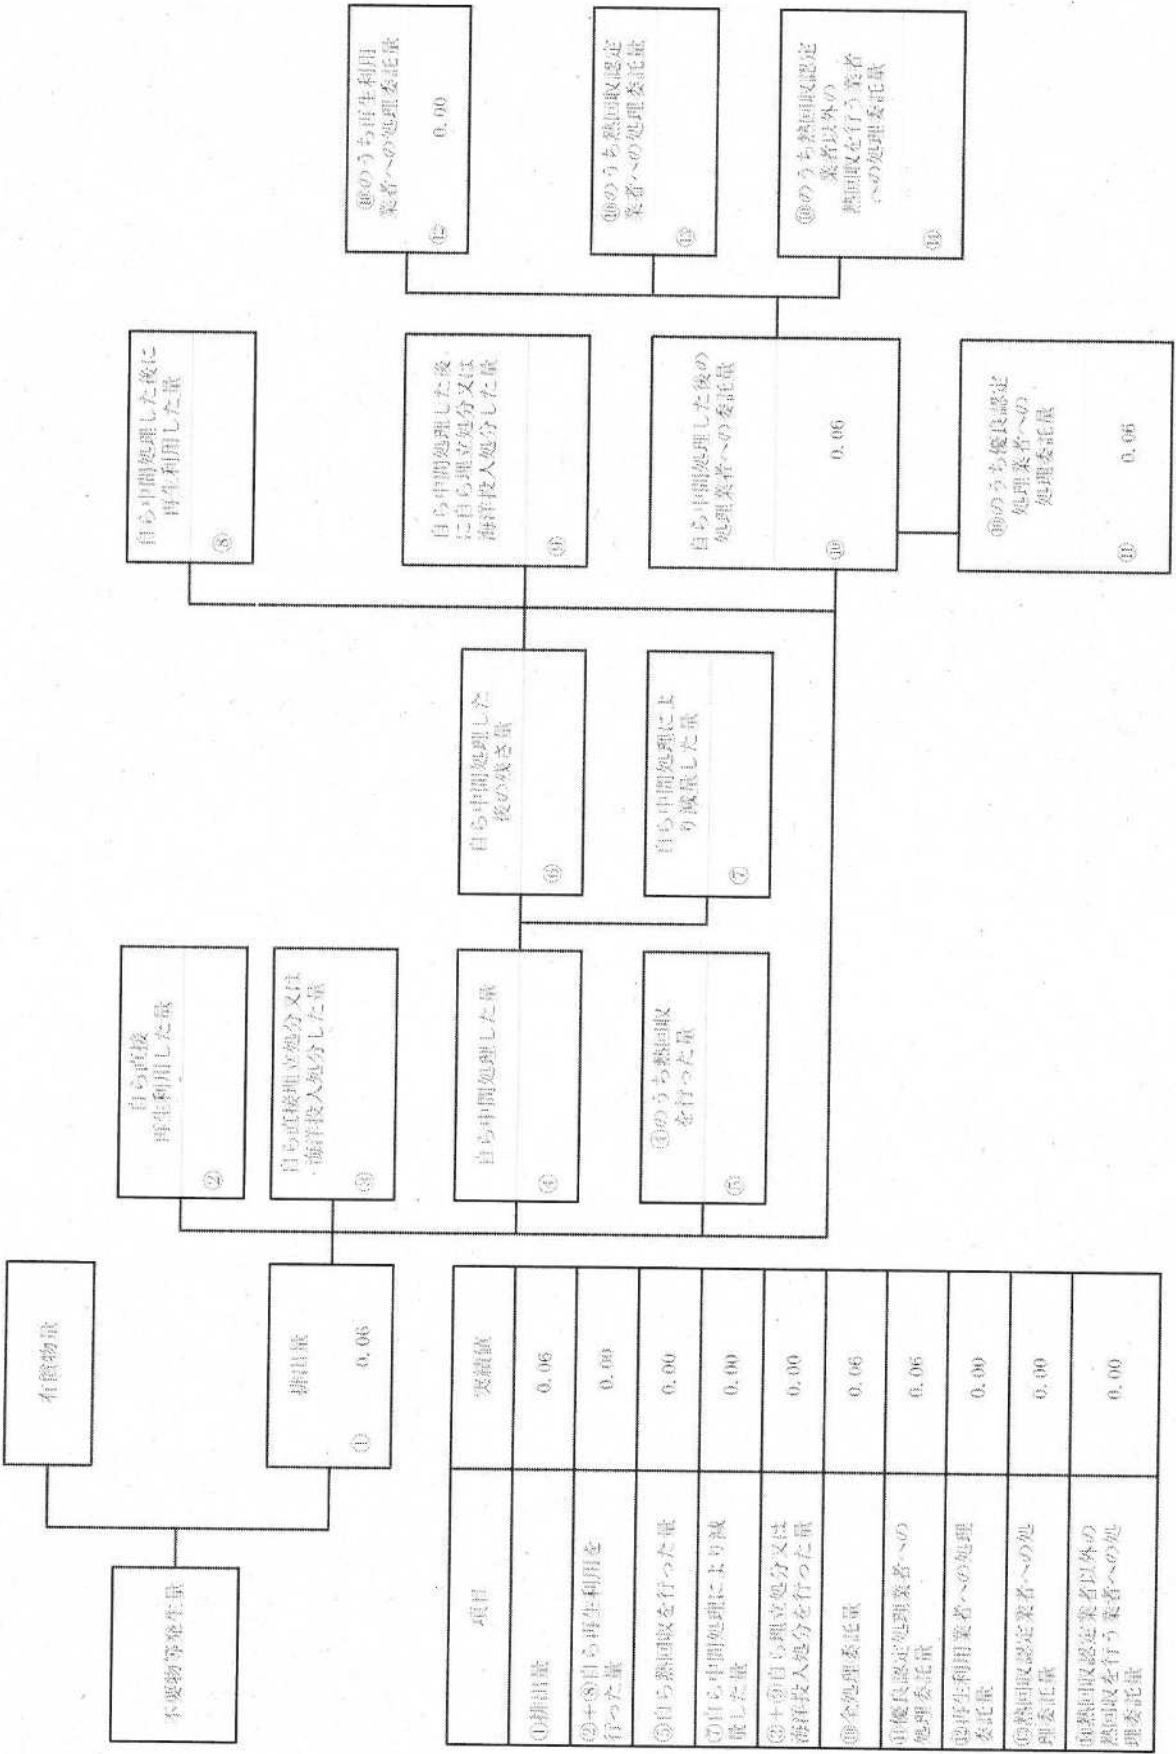 不要物等発生量
有償物量
排出量
① 0.06
自ら直接
再生利用した量
②
自ら直接埋立処分又は
海洋投入処分した量
③
自ら中間処理した量
④
④のうち熱回収
を行った量
⑤
自ら中間処理した
後の残さ量
⑥
自ら中間処理によ
り減量した量
⑦
自ら中間処理した後に
再生利用した量
⑧
自ら中間処理した後
に自ら埋立処分又は
海洋投入処分した量
⑨
自ら中間処理した後の
処理業者への委託量
⑩ 0.06
⑩のうち優良認定
処理業者への
処理委託量
⑪ 0.06
⑩のうち再生利用
業者への処理委託量
⑫ 0.00
⑩のうち熱回収認定
業者への処理委託量
⑬
⑩のうち熱回収認定
業者以外の
熱回収を行う業者
への処理委託量
⑭
項目 実績値
①排出量 0.06
②+⑧自ら再生利用を
行った量 0.00
⑤自ら熱回収を行った量 0.00
⑦自ら中間処理により減
量した量 0.00
③+⑨自ら埋立処分又は
海洋投入処分を行った量 0.00
⑩全処理委託量 0.06
⑪優良認定処理業者への
処理委託量 0.06
⑫再生利用業者への処理
委託量 0.00
⑬熱回収認定業者への処
理委託量 0.00
⑭熱回収認定業者以外の
熱回収を行う業者への処
理委託量 0.00